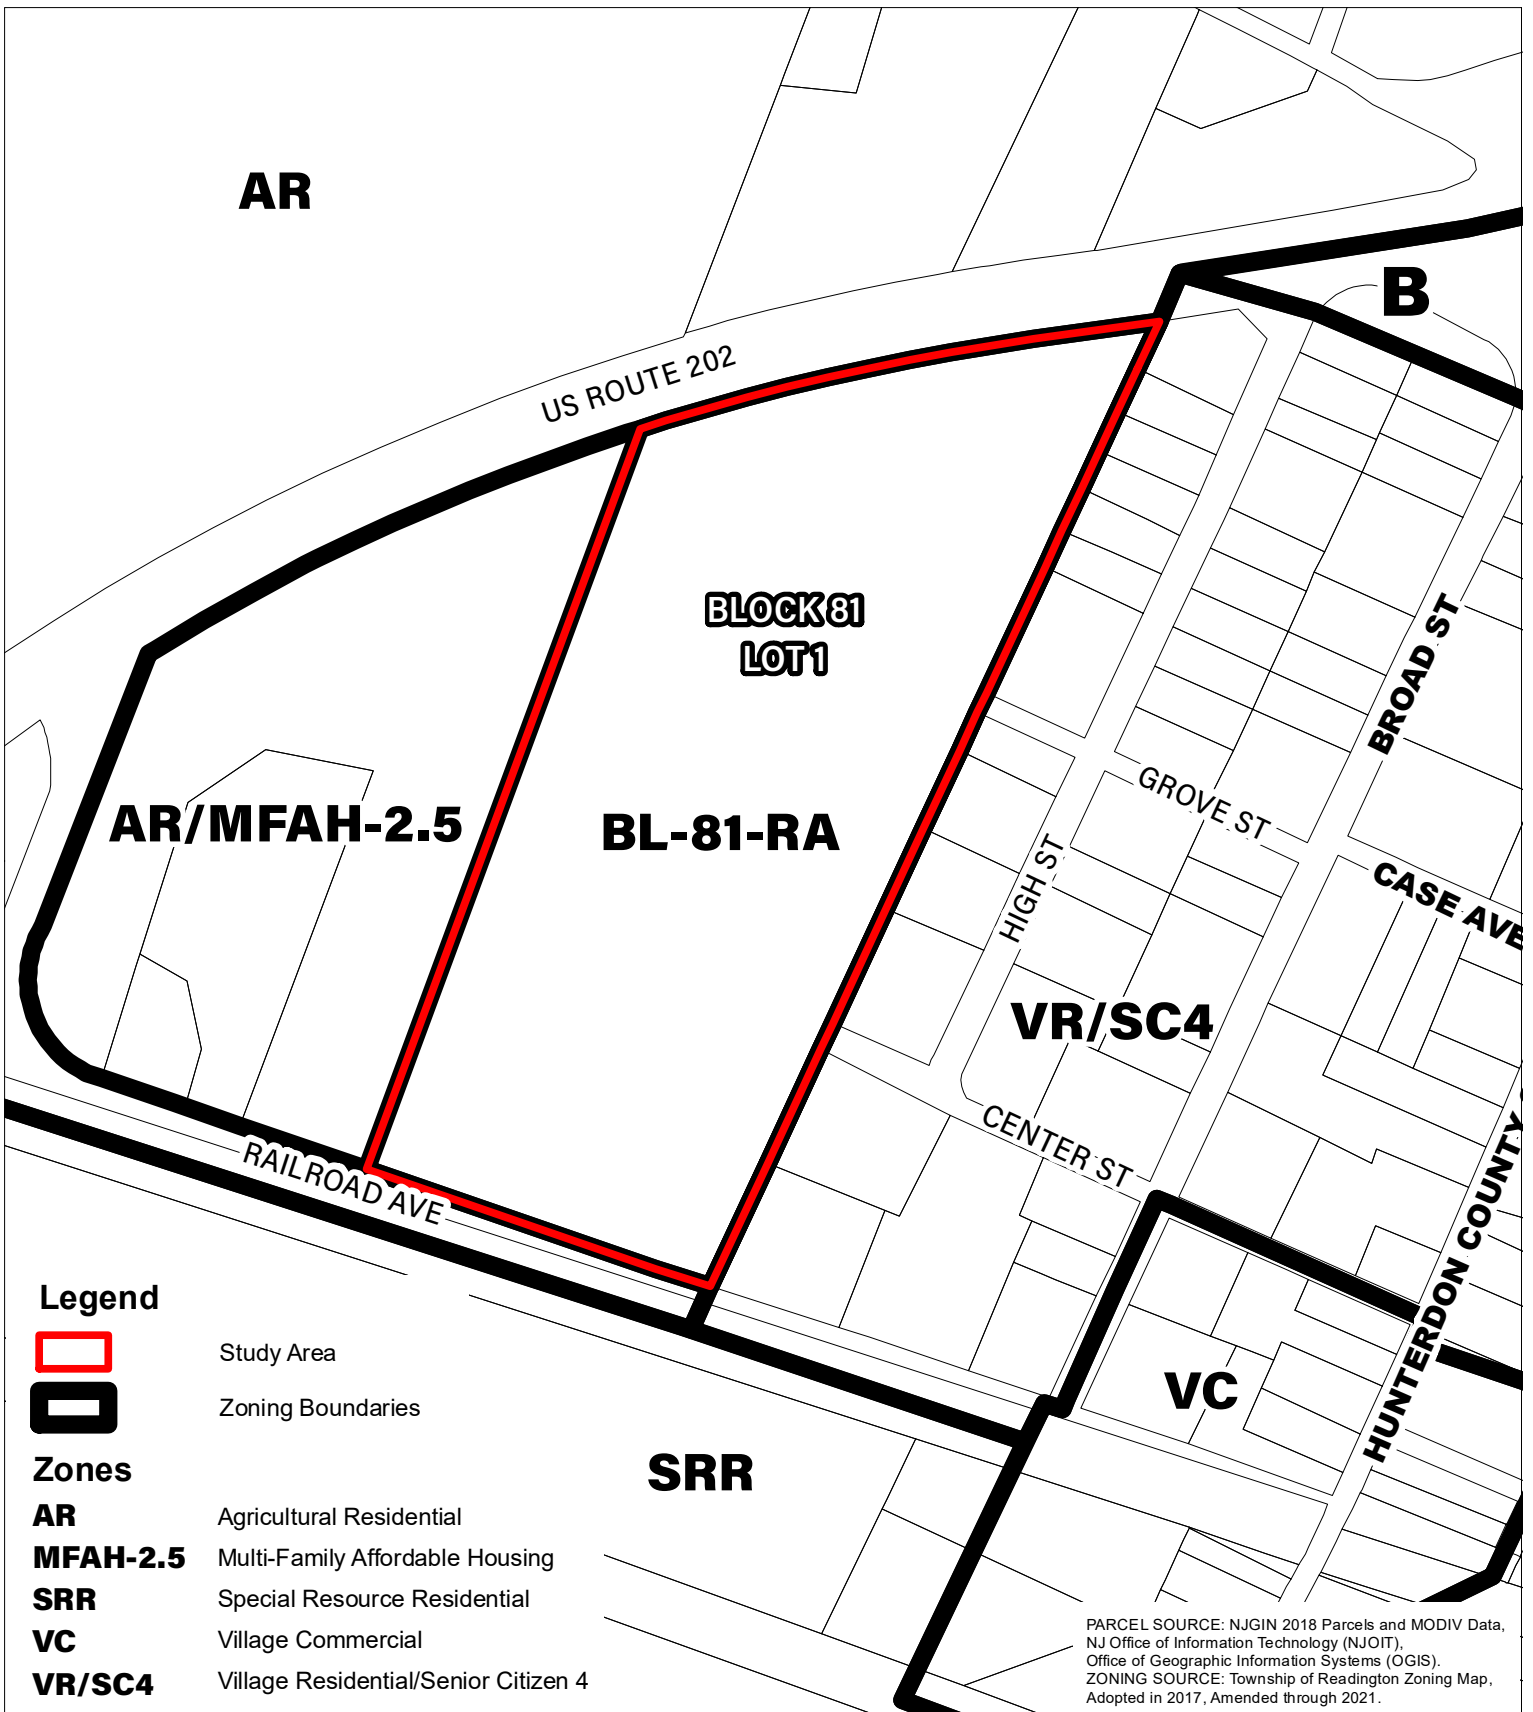 AR
B
US ROUTE 202
BLOCK 81
LOT 1
BROAD ST
GROVE ST
AR/MFAH-2.5
BL-81-RA
HIGH ST
CASE AVE
VR/SC4
CENTER ST
RAILROAD AVE
HUNTERDON COUNTY
VC
SRR
Legend
Study Area
Zoning Boundaries
Zones
AR Agricultural Residential
MFAH-2.5 Multi-Family Affordable Housing
SRR Special Resource Residential
VC Village Commercial
VR/SC4 Village Residential/Senior Citizen 4
PARCEL SOURCE: NJGIN 2018 Parcels and MODIV Data,
NJ Office of Information Technology (NJOIT),
Office of Geographic Information Systems (OGIS).
ZONING SOURCE: Township of Readington Zoning Map,
Adopted in 2017, Amended through 2021.